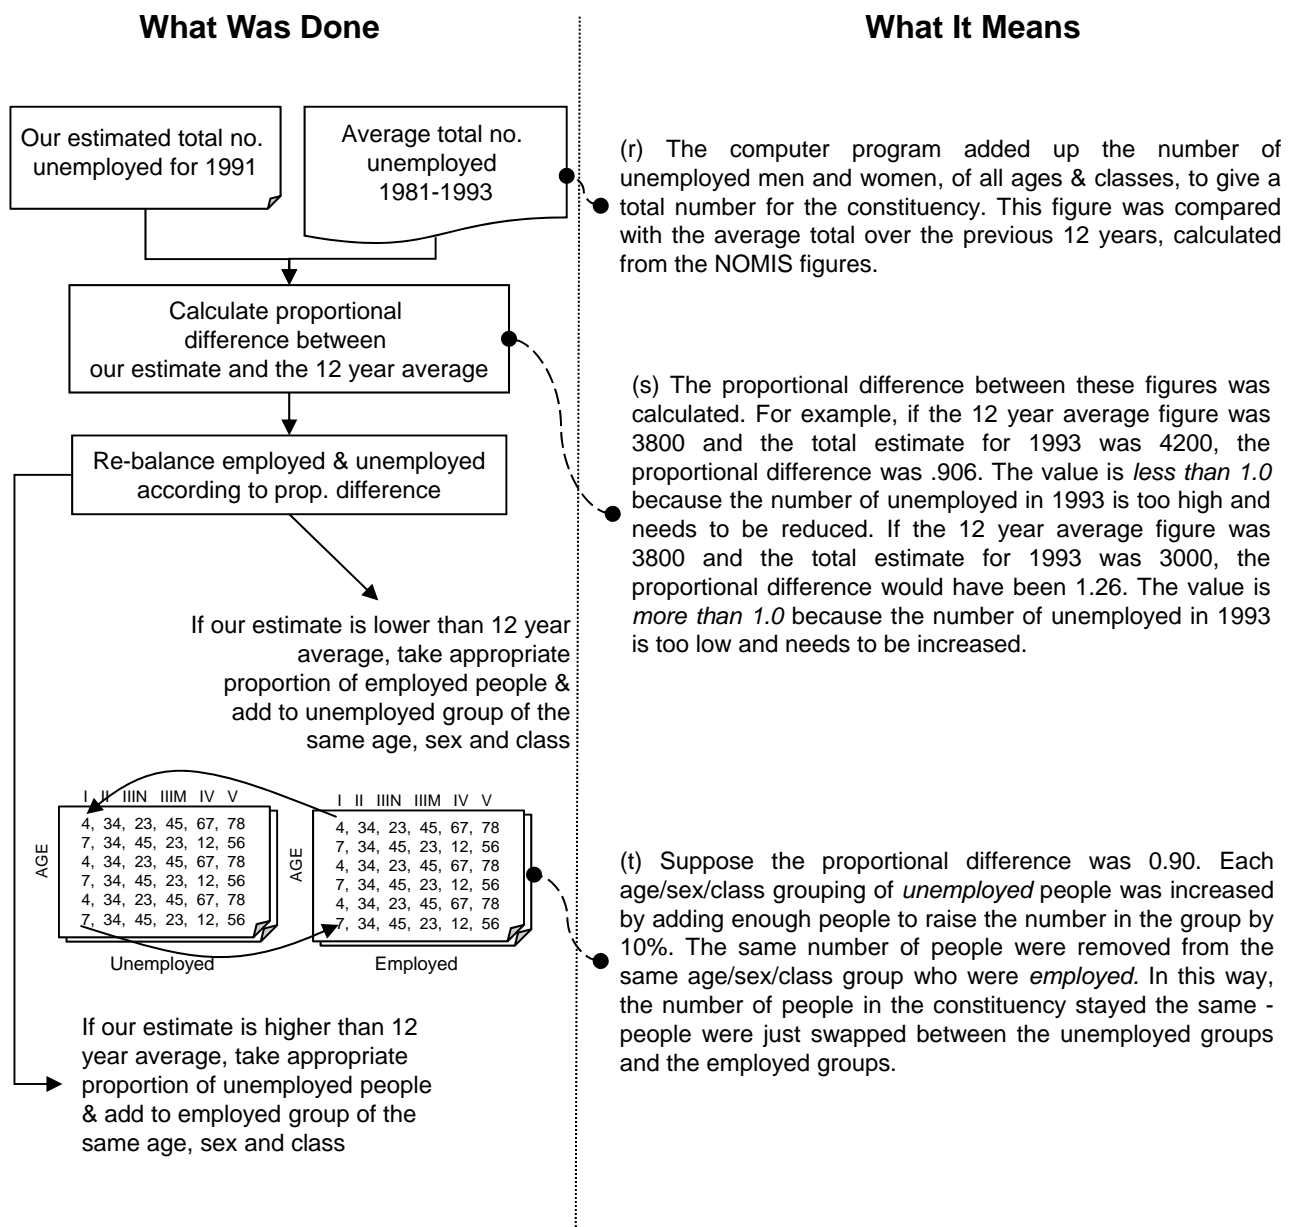 What Was Done
What It Means
Our estimated total no.
unemployed for 1991
Average total no.
unemployed
1981-1993
Calculate proportional
difference between
our estimate and the 12 year average
Re-balance employed & unemployed
according to prop. difference
If our estimate is lower than 12 year
average, take appropriate
proportion of employed people &
add to unemployed group of the
same age, sex and class
I II IIIN IIIM IV V
AGE
4, 34, 23, 45, 67, 78
7, 34, 45, 23, 12, 56
4, 34, 23, 45, 67, 78
7, 34, 45, 23, 12, 56
4, 34, 23, 45, 67, 78
7, 34, 45, 23, 12, 56
Unemployed
I II IIIN IIIM IV V
AGE
4, 34, 23, 45, 67, 78
7, 34, 45, 23, 12, 56
4, 34, 23, 45, 67, 78
7, 34, 45, 23, 12, 56
4, 34, 23, 45, 67, 78
7, 34, 45, 23, 12, 56
Employed
If our estimate is higher than 12
year average, take appropriate
proportion of unemployed people
& add to employed group of the
same age, sex and class
(r) The computer program added up the number of
unemployed men and women, of all ages & classes, to give a
total number for the constituency. This figure was compared
with the average total over the previous 12 years, calculated
from the NOMIS figures.
(s) The proportional difference between these figures was
calculated. For example, if the 12 year average figure was
3800 and the total estimate for 1993 was 4200, the
proportional difference was .906. The value is less than 1.0
because the number of unemployed in 1993 is too high and
needs to be reduced. If the 12 year average figure was
3800 and the total estimate for 1993 was 3000, the
proportional difference would have been 1.26. The value is
more than 1.0 because the number of unemployed in 1993
is too low and needs to be increased.
(t) Suppose the proportional difference was 0.90. Each
age/sex/class grouping of unemployed people was increased
by adding enough people to raise the number in the group by
10%. The same number of people were removed from the
same age/sex/class group who were employed. In this way,
the number of people in the constituency stayed the same -
people were just swapped between the unemployed groups
and the employed groups.